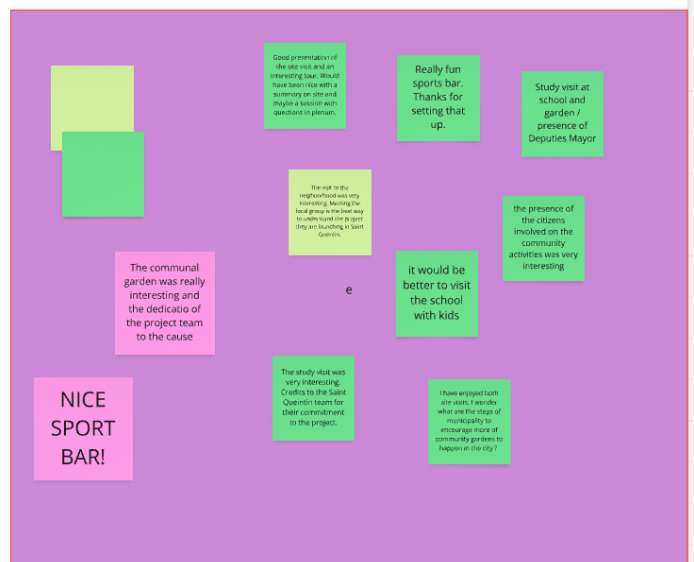 Good presentation of
the site visit and an
interesting tour. Would
have been nice with a
summary on site and
maybe a session with
questions in plenum.
Really fun
sports bar.
Thanks for
setting that
up.
Study visit at
school and
garden /
presence of
Deputies Mayor
The visit to the
neighborhood was very
interesting. Meeting the
local group is the best way
to understand the project
they are launching in Saint
Quentin.
the presence of
the citizens
involved on the
community
activities was very
interesting
The communal
garden was really
interesting and
the dedicatio of
the project team
to the cause
it would be
better to visit
the school
with kids
e
The study visit was
very interesting.
Credits to the Saint
Queintin team for
their commitment
to the project.
NICE
SPORT
BAR!
I have enjoyed both
site visits. I wonder
what are the steps of
municipality to
encourage more of
community gardens to
happen in the city ?